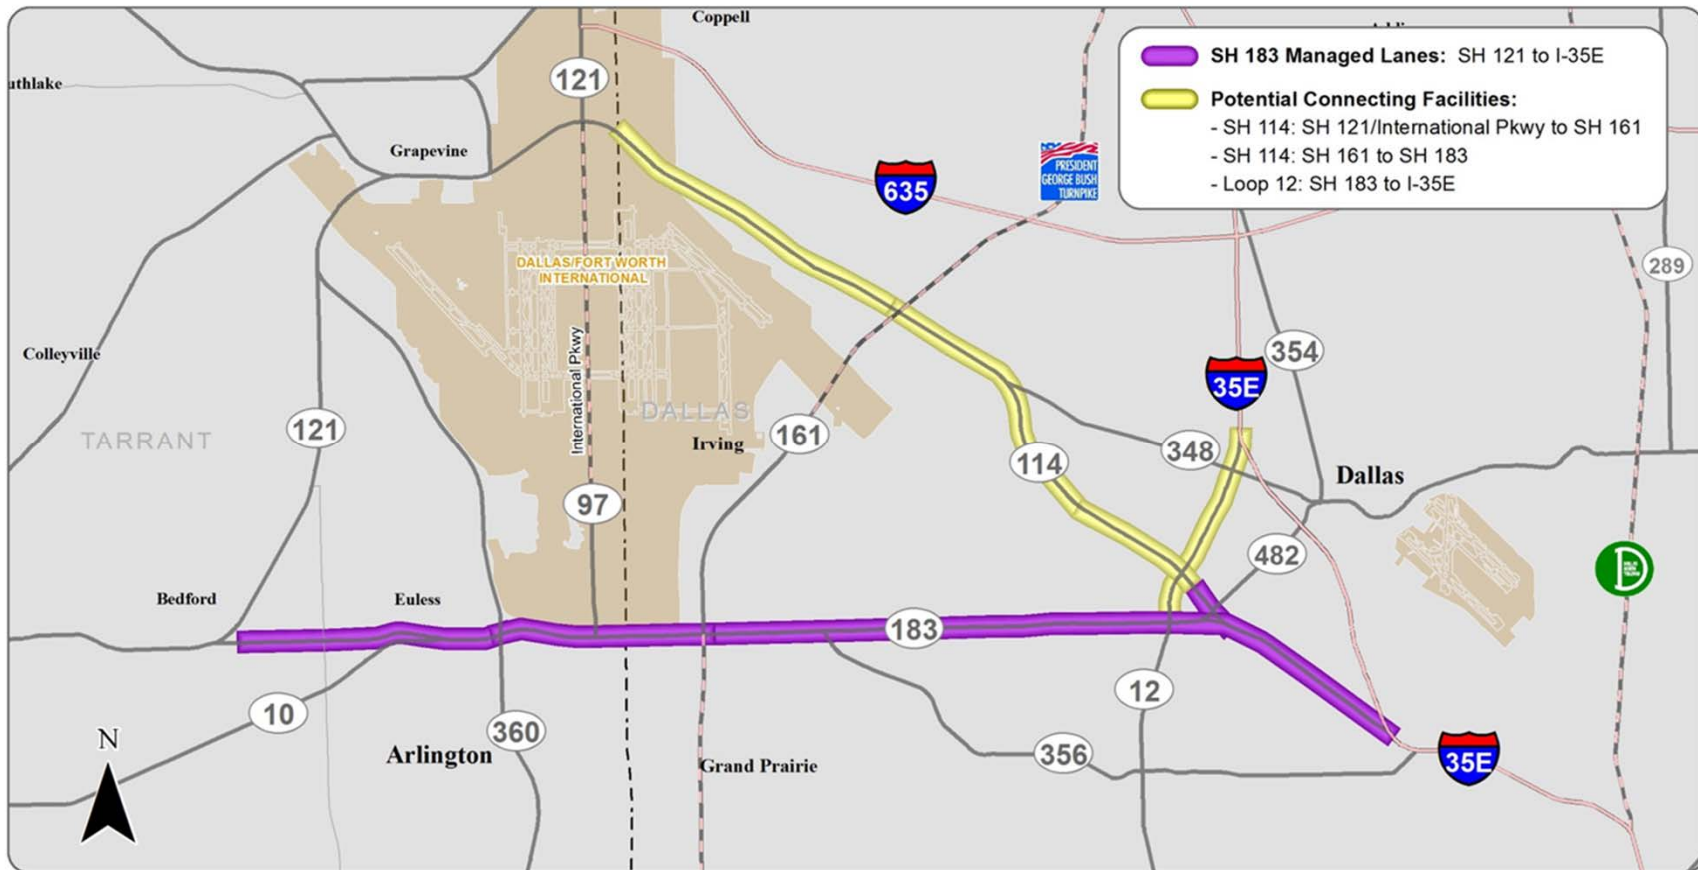 Coppell
SH 183 Managed Lanes: SH 121 to I-35E
Potential Connecting Facilities:
- SH 114: SH 121/International Pkwy to SH 161
- SH 114: SH 161 to SH 183
- Loop 12: SH 183 to I-35E
121
uthlake
Grapevine
PRESIDENT
GEORGE BUSH
TURNPIKE
635
DALLAS/FORT WORTH
INTERNATIONAL
289
Colleyville
International Pkwy
354
35E
DALLAS
TARRANT
121
Irving
161
348
114
Dallas
97
482
Bedford
Euless
183
12
10
360
Arlington
356
Grand Prairie
35E
N